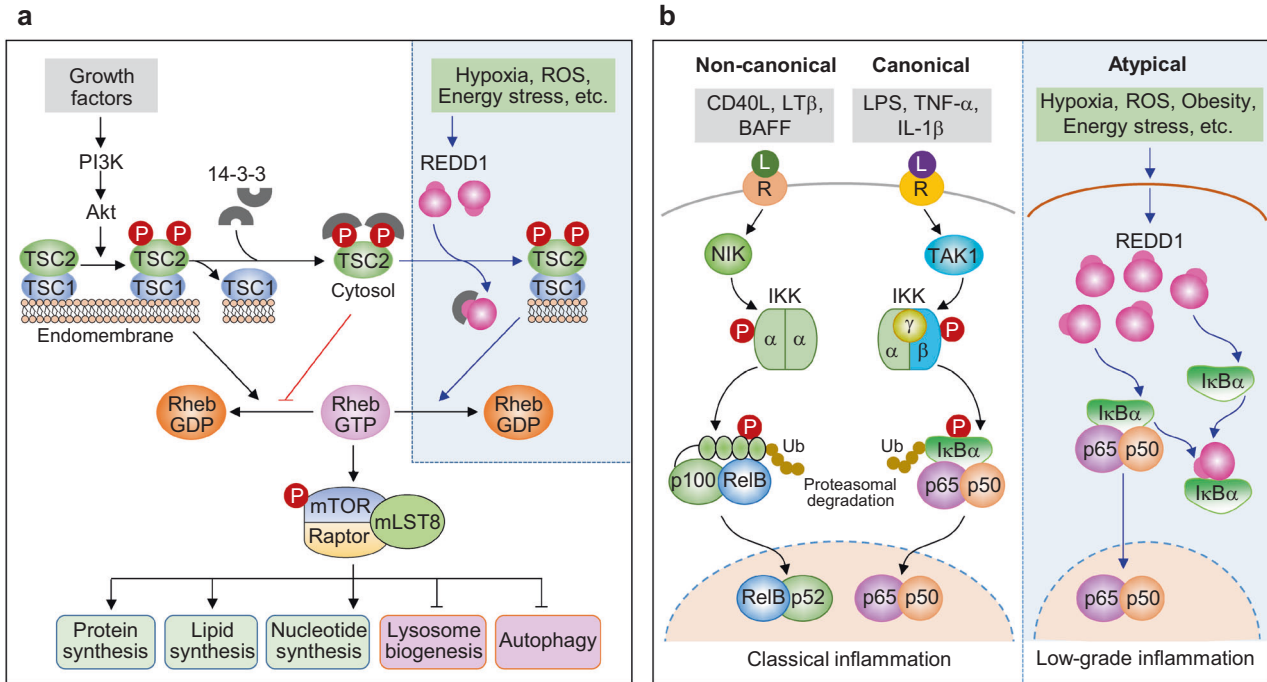 a
Growth
factors
Hypoxia, ROS,
Energy stress, etc.
PI3K
14-3-3
REDD1
Akt
P P
P P
P P
TSC2
TSC2
TSC2
TSC2
TSC1
TSC1
TSC1
TSC1
Cytosol
Endomembrane
Rheb
GDP
Rheb
GTP
Rheb
GDP
P
mTOR
mLST8
Raptor
Protein
synthesis
Lipid
synthesis
Nucleotide
synthesis
Lysosome
biogenesis
Autophagy
b
Non-canonical
Canonical
Atypical
CD40L, LTβ,
BAFF
LPS, TNF-α,
IL-1β
Hypoxia, ROS, Obesity,
Energy stress, etc.
L
R
L
R
REDD1
NIK
TAK1
IKK
IKK
P
α α
γ
α β
P
IκBα
P
Ub
p100 RelB
Proteasomal
degradation
P
Ub
IκBα
p65 p50
IκBα
p65 p50
IκBα
RelB p52
p65 p50
p65 p50
Classical inflammation
Low-grade inflammation